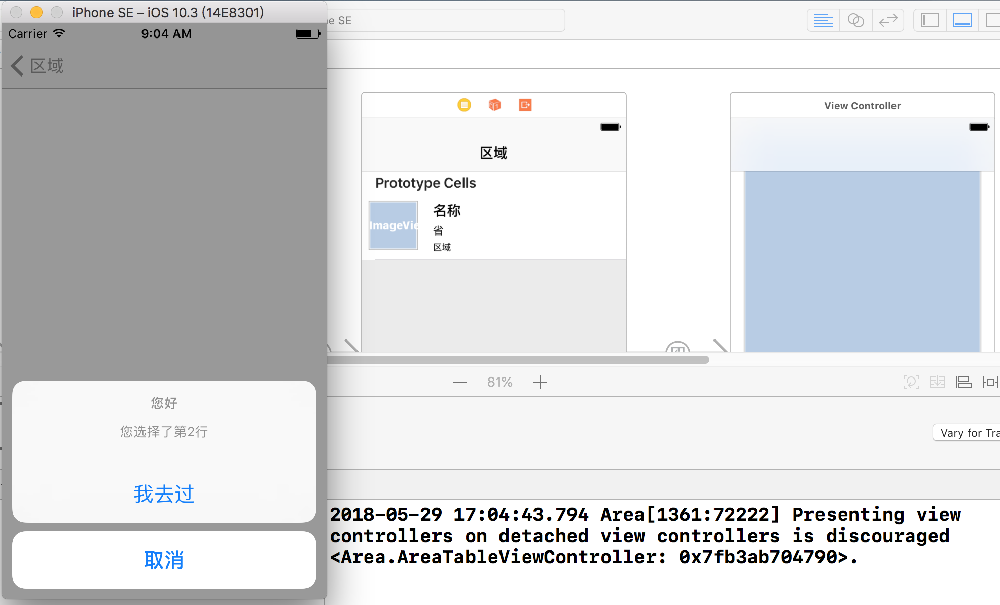 iPhone SE – iOS 10.3 (14E8301)
ne SE
Carrier
9:04 AM
区域
View Controller
区域
Prototype Cells
ImageVie
名称
省
区域
81%
您好
您选择了第2行
Vary for Tra
我去过
取消
2018-05-29 17:04:43.794 Area[1361:72222] Presenting view
controllers on detached view controllers is discouraged
<Area.AreaTableViewController: 0x7fb3ab704790>.